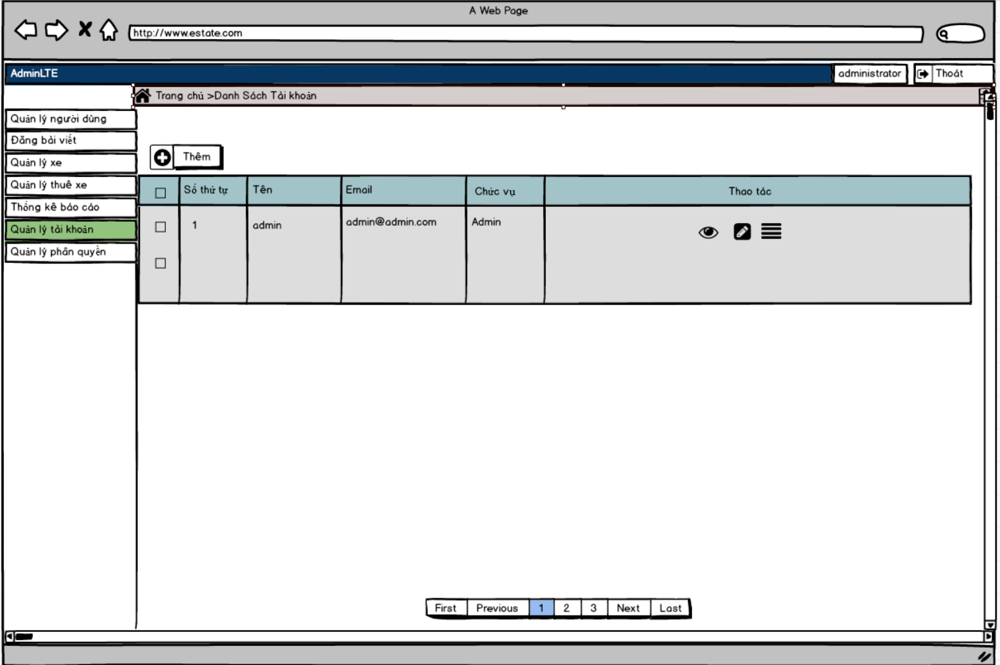 A Web Page
http://www.estate.com
AdminLTE
administrator
Thoát
Trang chủ >Danh Sách Tài khoản
Quản lý người dùng
Đăng bài viết
Quản lý xe
Quản lý thuê xe
Thống kê báo cáo
Quản lý tài khoản
Quản lý phân quyền
Thêm
Số thứ tự
Tên
Email
Chức vụ
Thao tác
1
admin
admin@admin.com
Admin
First
Previous
1
2
3
Next
Last